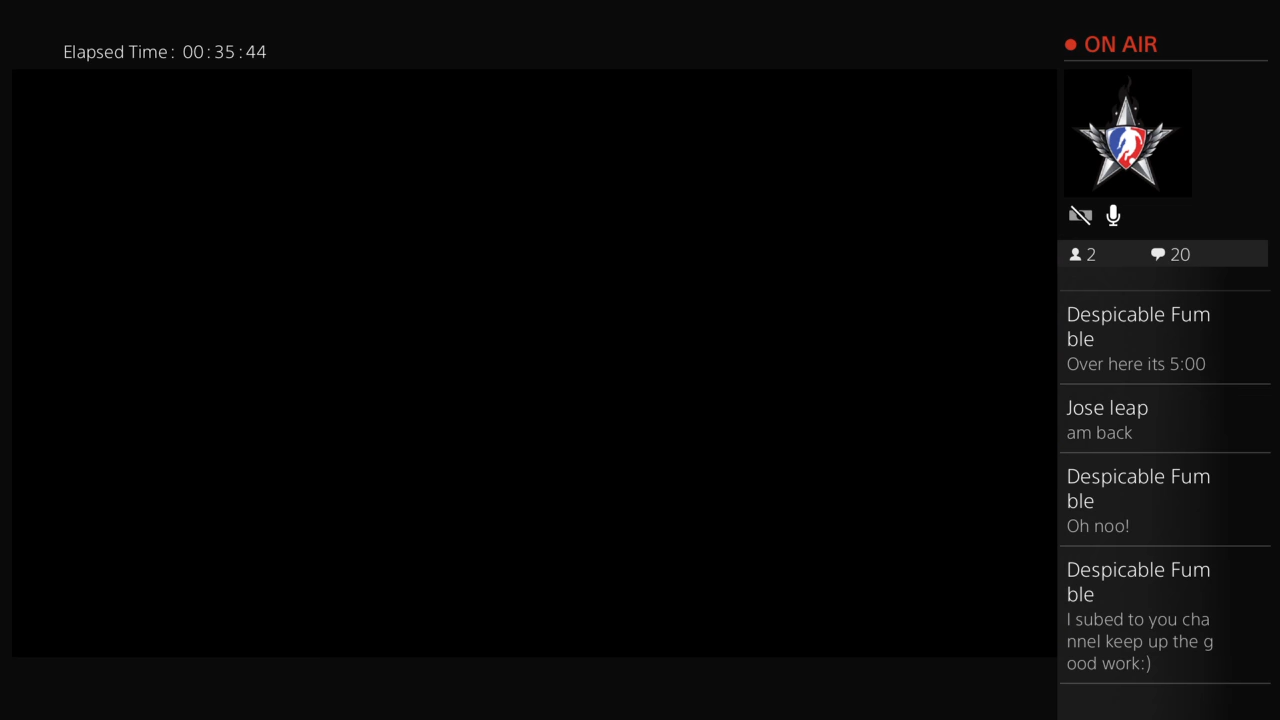 Elapsed Time: 00:35:44
ON AIR
2
20
Despicable Fum
ble
Over here its 5:00
Jose leap
am back
Despicable Fum
ble
Oh noo!
Despicable Fum
ble
I subed to you cha
nnel keep up the g
ood work:)